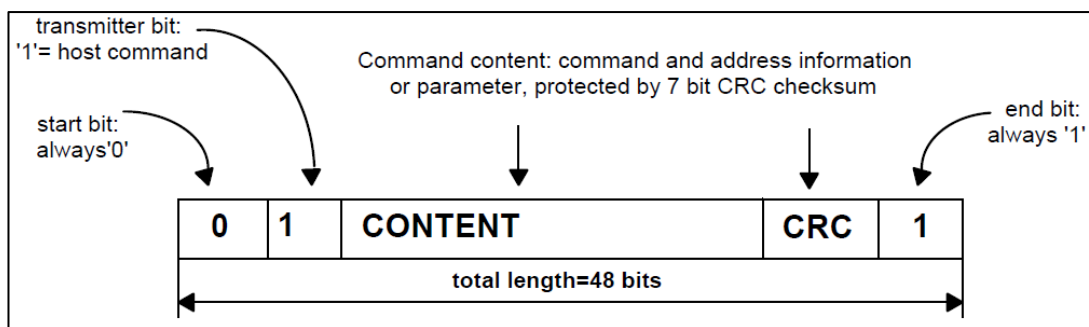 transmitter bit:
'1'= host command
Command content: command and address information
or parameter, protected by 7 bit CRC checksum
start bit:
always'0'
end bit:
always '1'
0 1 CONTENT CRC 1
total length=48 bits